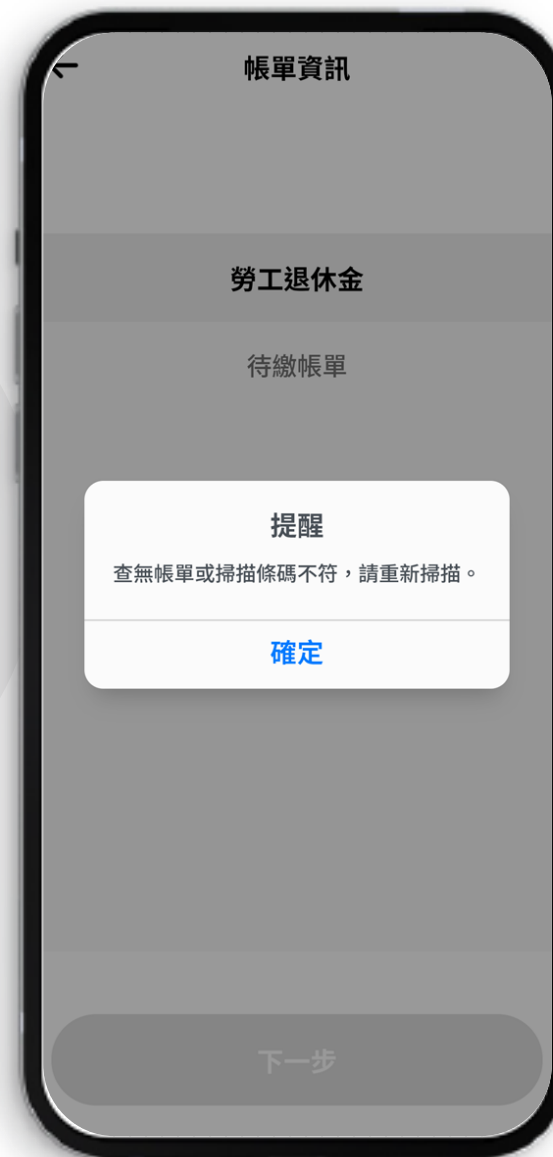 帳單資訊
勞工退休金
待繳帳單
提醒
查無帳單或掃描條碼不符，請重新掃描。
確定
下一步